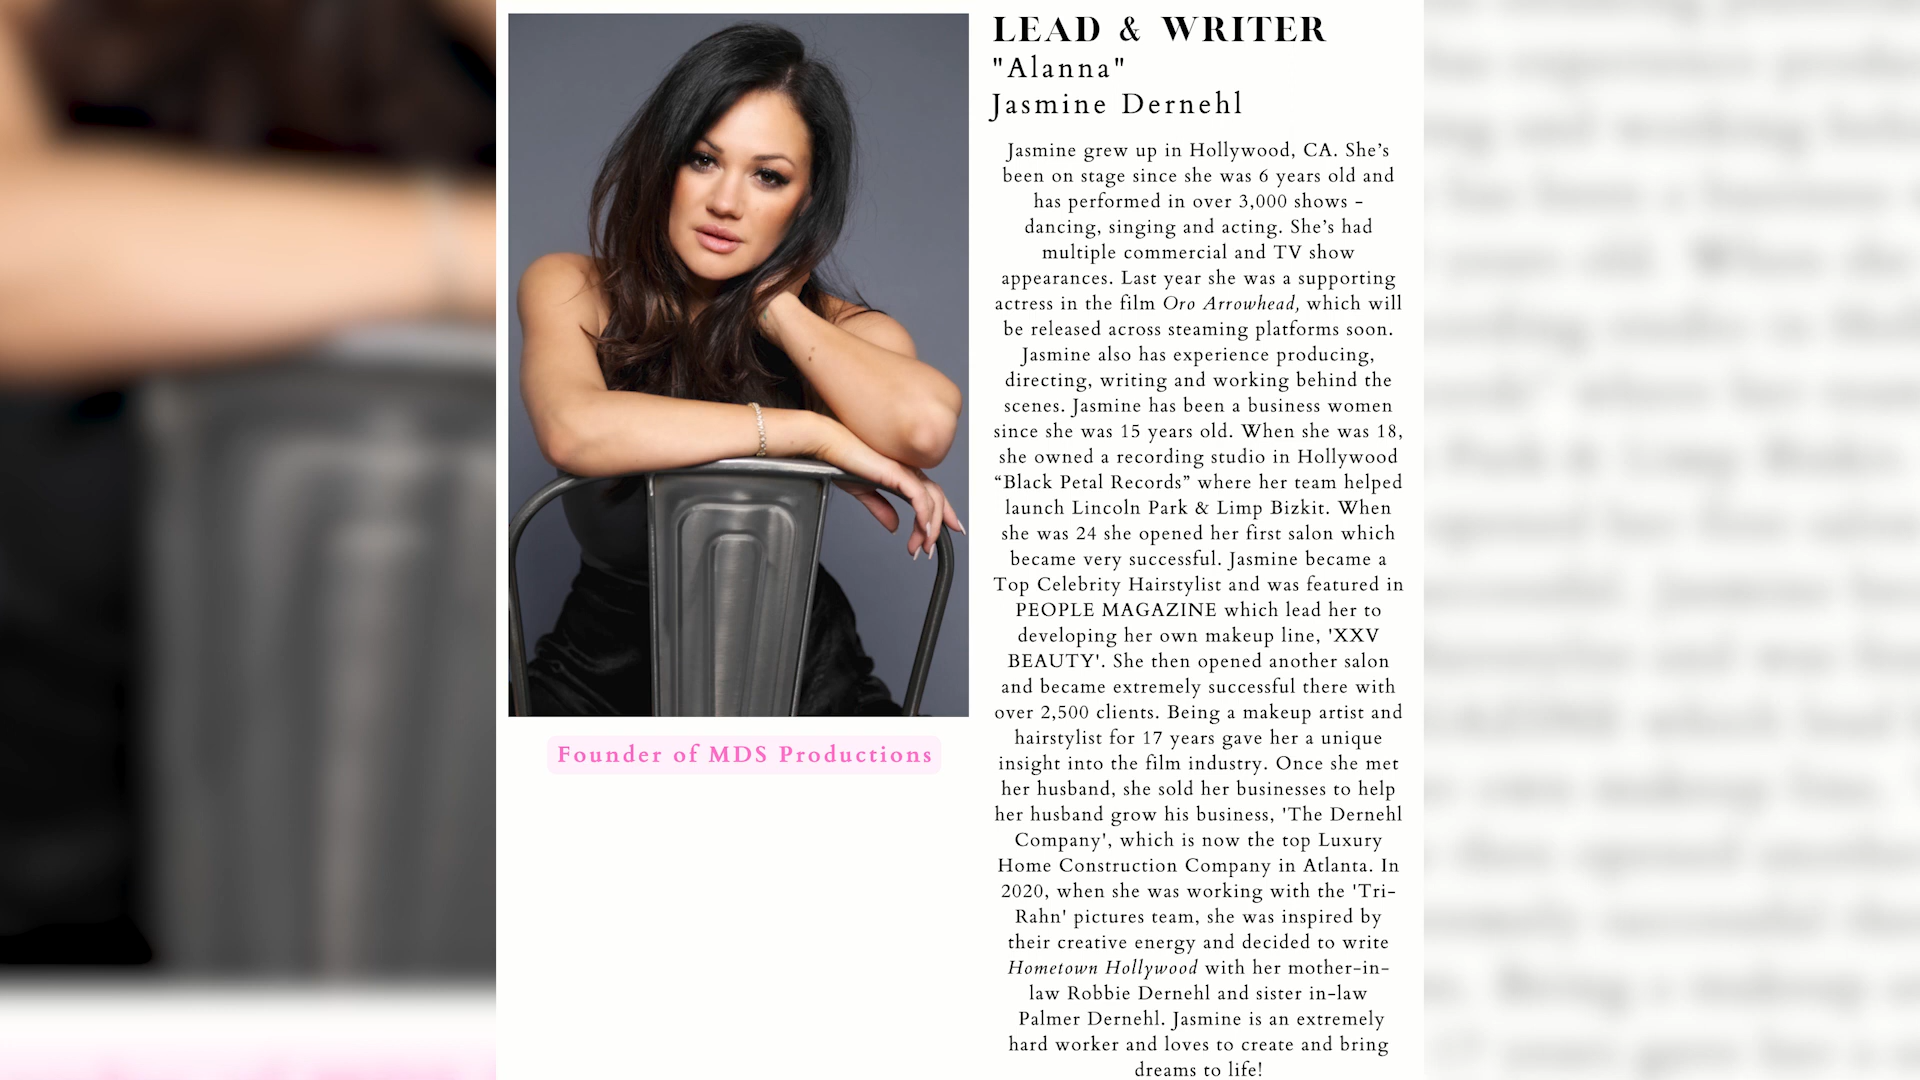 LEAD & WRITER
"Alanna"
Jasmine Dernehl
Jasmine grew up in Hollywood, CA. She's
been on stage since she was 6 years old and
has performed in over 3,000 shows -
dancing, singing and acting. She's had
multiple commercial and TV show
appearances. Last year she was a supporting
actress in the film Oro Arrowhead, which will
be released across steaming platforms soon.
Jasmine also has experience producing,
directing, writing and working behind the
scenes. Jasmine has been a business women
since she was 15 years old. When she was 18,
she owned a recording studio in Hollywood
“Black Petal Records” where her team helped
launch Lincoln Park & Limp Bizkit. When
she was 24 she opened her first salon which
became very successful. Jasmine became a
Top Celebrity Hairstylist and was featured in
PEOPLE MAGAZINE which lead her to
developing her own makeup line, 'XXV
BEAUTY'. She then opened another salon
and became extremely successful there with
over 2,500 clients. Being a makeup artist and
hairstylist for 17 years gave her a unique
insight into the film industry. Once she met
her husband, she sold her businesses to help
her husband grow his business, 'The Dernehl
Company', which is now the top Luxury
Home Construction Company in Atlanta. In
2020, when she was working with the 'Tri-
Rahn' pictures team, she was inspired by
their creative energy and decided to write
Hometown Hollywood with her mother-in-
law Robbie Dernehl and sister in-law
Palmer Dernehl. Jasmine is an extremely
hard worker and loves to create and bring
dreams to life!
Founder of MDS Productions